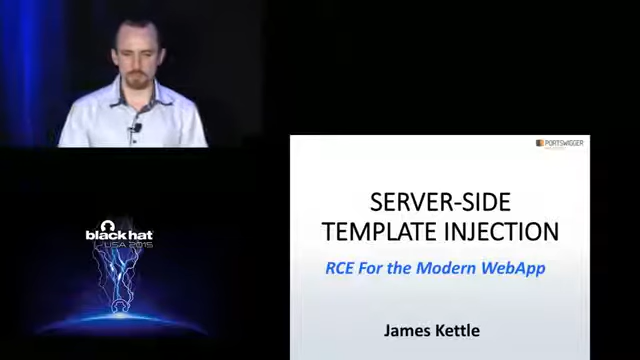 PORTSWIGGER
SERVER-SIDE
TEMPLATE INJECTION
RCE For the Modern WebApp
James Kettle
black hat
USA 2015